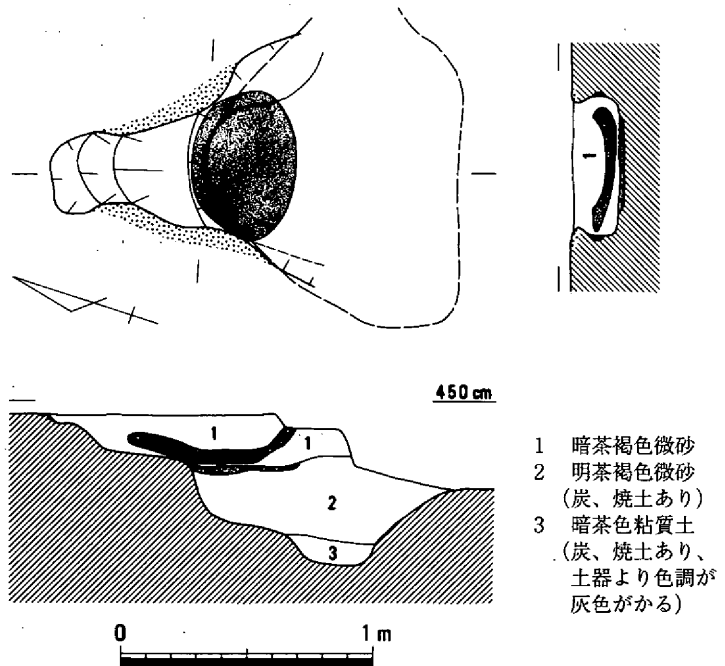 1
450 cm
1
1
2
3
1 暗茶褐色微砂
2 明茶褐色微砂
(炭、焼土あり)
3 暗茶色粘質土
(炭、焼土あり、
土器より色調が
灰色がかる)
0 1 m